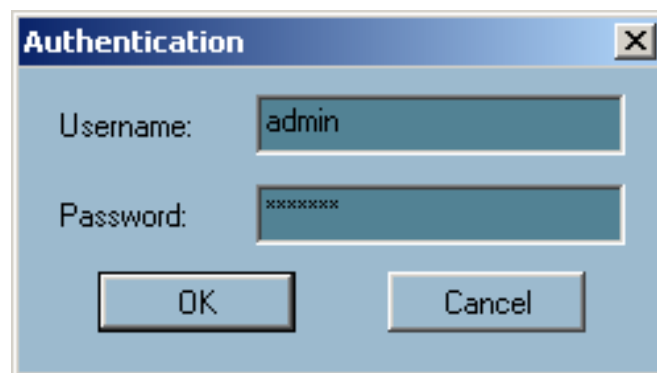 Authentication
Username: admin
Password: *******
OK Cancel